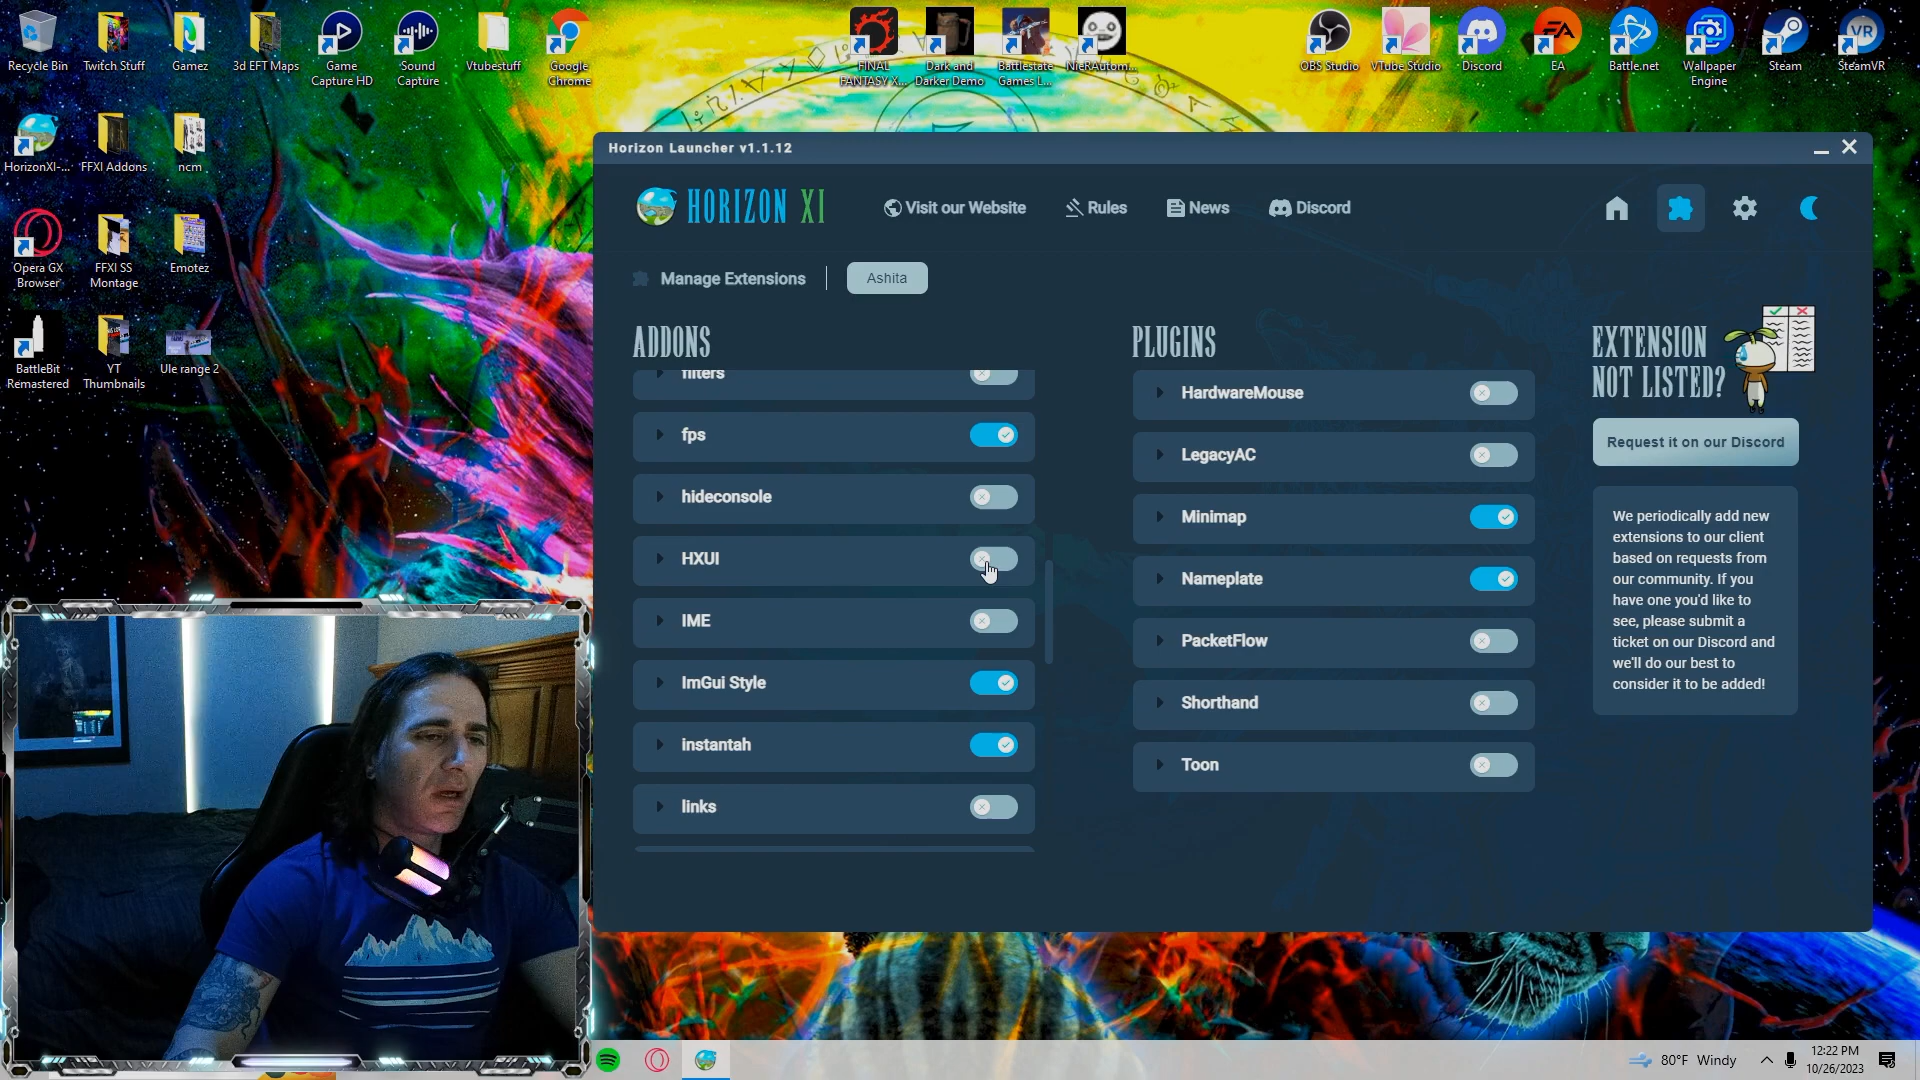 Recycle Bin
Twitch Stuff
Gamez
3d EFT Maps
Game
Capture HD
Sound
Capture
Vtubestuff
Google
Chrome
FINAL
FANTASY X...
Dark and
Darker Demo
Battlestate
Games L...
NieRAutom...
OBS Studio
VTube Studio
Discord
EA
Battle.net
Wallpaper
Engine
Steam
SteamVR
HorizonXI-...
FFXI Addons
ncm
Opera GX
Browser
FFXI SS
Montage
Emotez
BattleBit
Remastered
YT
Thumbnails
Ule range 2
Horizon Launcher v1.1.12
HORIZON XI
Visit our Website
Rules
News
Discord
Manage Extensions
Ashita
ADDONS
filters
fps
hideconsole
HXUI
IME
ImGui Style
instantah
links
PLUGINS
HardwareMouse
LegacyAC
Minimap
Nameplate
PacketFlow
Shorthand
Toon
EXTENSION
NOT LISTED?
Request it on our Discord
We periodically add new
extensions to our client
based on requests from
our community. If you
have one you'd like to
see, please submit a
ticket on our Discord and
we'll do our best to
consider it to be added!
80°F Windy
12:22 PM
10/26/2023